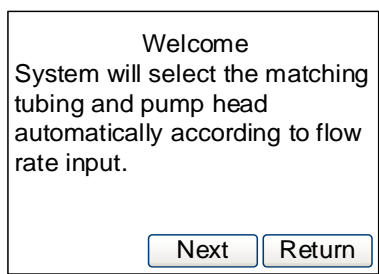 Welcome
System will select the matching
tubing and pump head
automatically according to flow
rate input.
Next Return